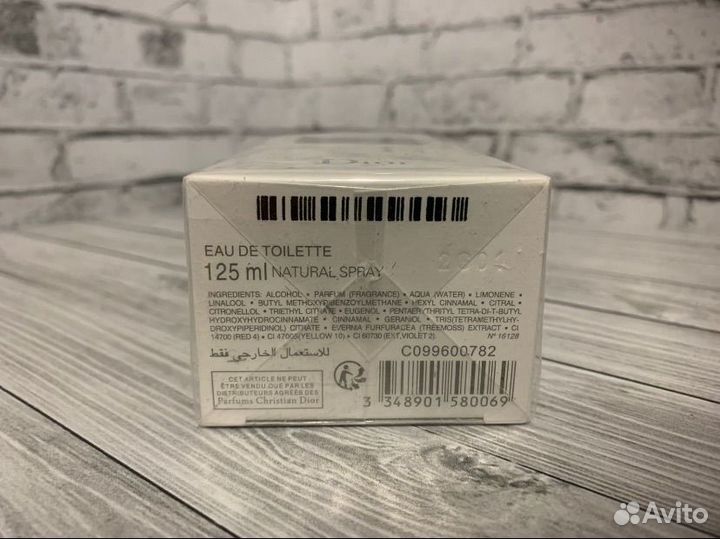 Dior
EAU DE TOILETTE
125 ml NATURAL SPRAY
INGREDIENTS: ALCOHOL • PARFUM (FRAGRANCE) • AQUA (WATER) • LIMONENE •
LINALOOL • BUTYL METHOXYDIBENZOYLMETHANE • HEXYL CINNAMAL • CITRAL •
CITRONELLOL • TRIETHYL CITRATE • EUGENOL • PENTAERYTHRITYL TETRA-DI-T-BUTYL
HYDROXYHYDROCINNAMATE • CINNAMAL • GERANIOL • TRIS(TETRAMETHYLHY-
DROXYPIPERIDINOL) CITRATE • EVERNIA FURFURACEA (TREEMOSS) EXTRACT • CI
14700 (RED 4) • CI 47005(YELLOW 10) • CI 60730 (EXT.VIOLET 2). N° 15128
للاستعمال الخارجي فقط
C099600782
CET ARTICLE NE PEUT
ÊTRE VENDU QUE PAR LES
DISTRIBUTEURS AGRÉÉS DES
Parfums Christian Dior
3 348901 580069
Avito